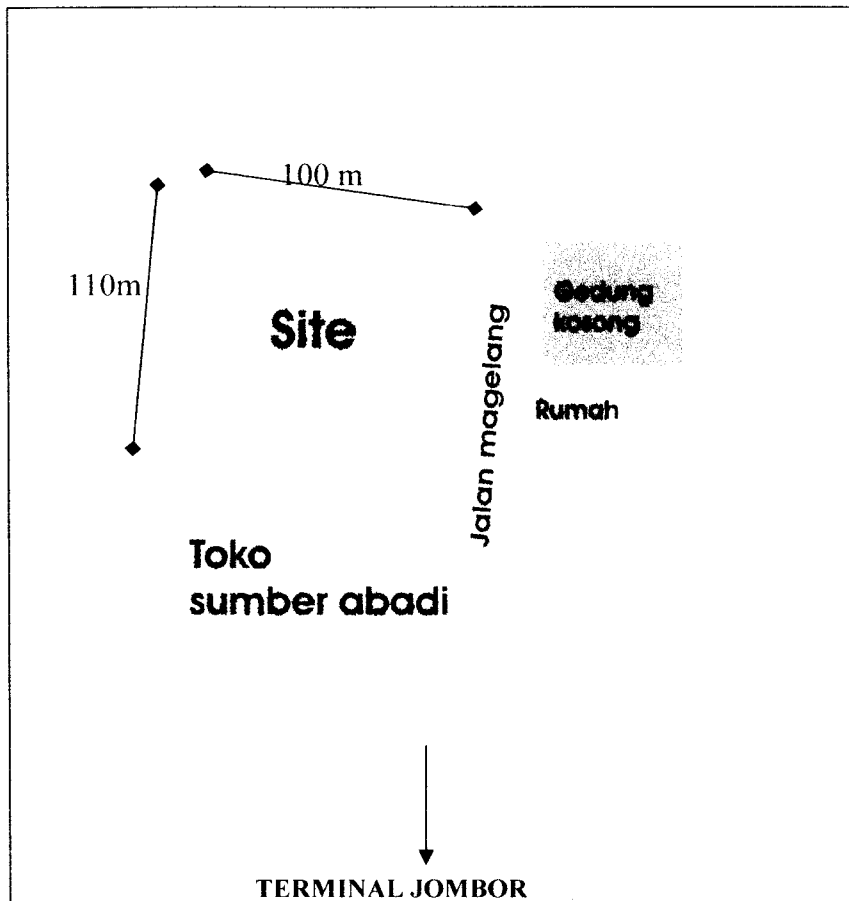 100 m
110m
Gedung
kosong
Site
Jalan magelang
Rumah
Toko
sumber abadi
TERMINAL JOMBOR